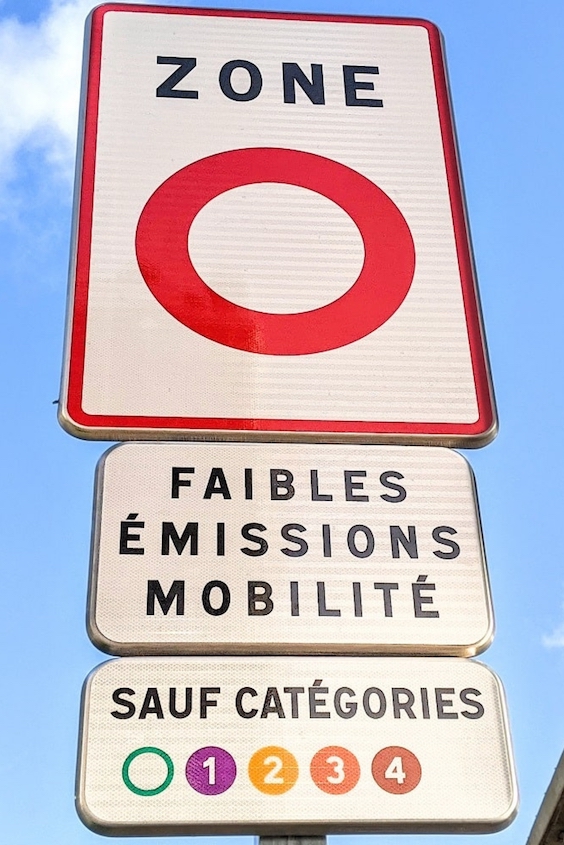 ZONE
FAIBLES
ÉMISSIONS
MOBILITÉ
SAUF CATÉGORIES
1 2 3 4